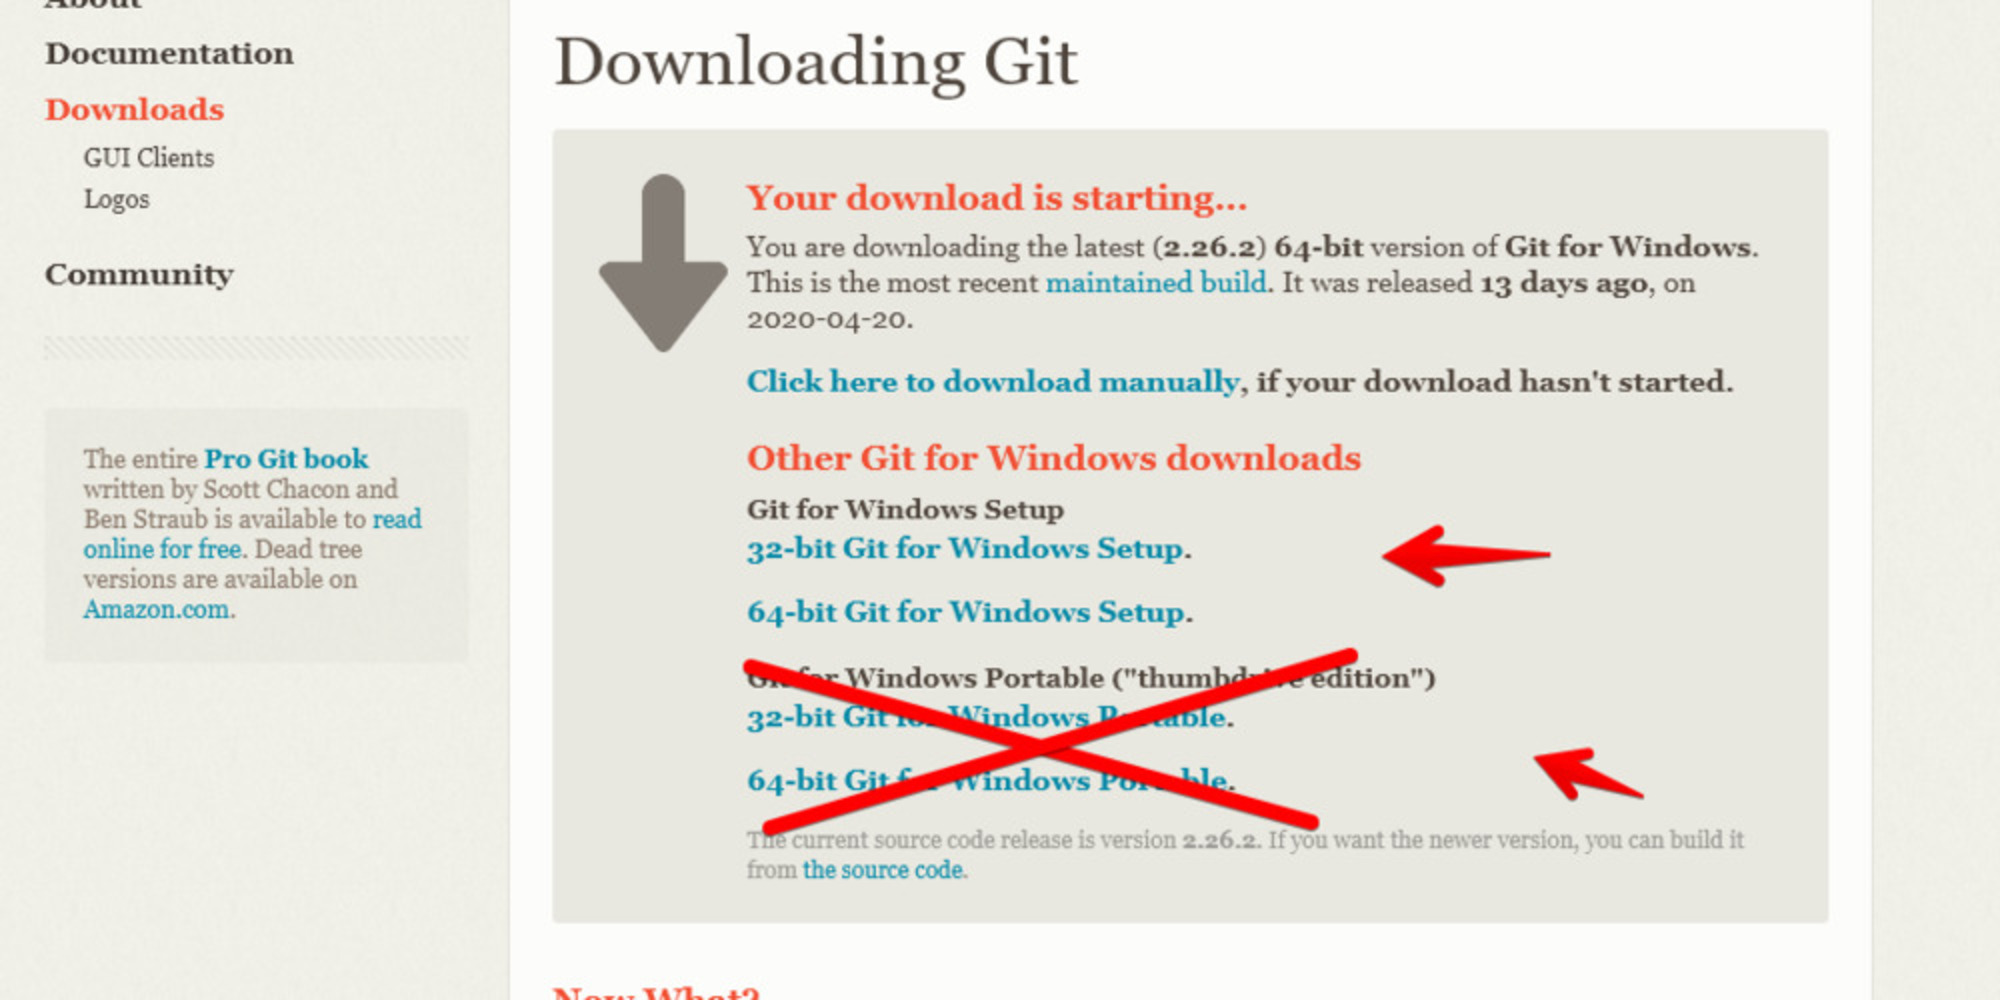 About
Documentation
Downloads
GUI Clients
Logos
Community
The entire Pro Git book
written by Scott Chacon and
Ben Straub is available to read
online for free. Dead tree
versions are available on
Amazon.com.
Downloading Git
Your download is starting...
You are downloading the latest (2.26.2) 64-bit version of Git for Windows.
This is the most recent maintained build. It was released 13 days ago, on
2020-04-20.
Click here to download manually, if your download hasn't started.
Other Git for Windows downloads
Git for Windows Setup
32-bit Git for Windows Setup.
64-bit Git for Windows Setup.
Git for Windows Portable ("thumbdrive edition")
32-bit Git for Windows Portable.
64-bit Git for Windows Portable.
The current source code release is version 2.26.2. If you want the newer version, you can build it
from the source code.
Now What?